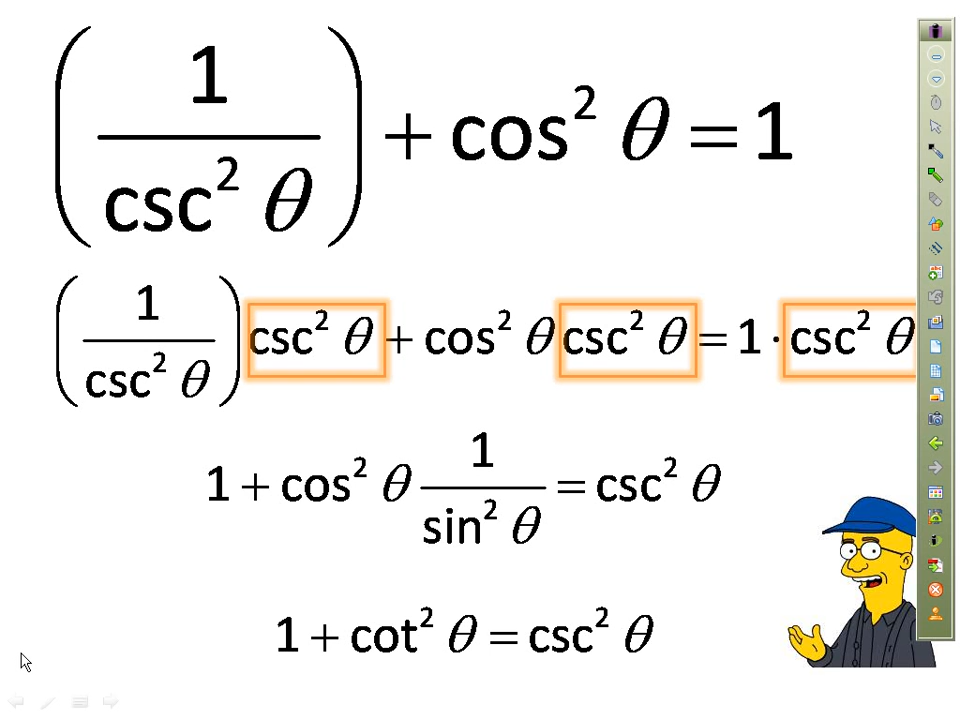 (1/csc² θ) + cos² θ = 1
(1/csc² θ) csc² θ + cos² θ csc² θ = 1 · csc² θ
1 + cos² θ 1/sin² θ = csc² θ
1 + cot² θ = csc² θ